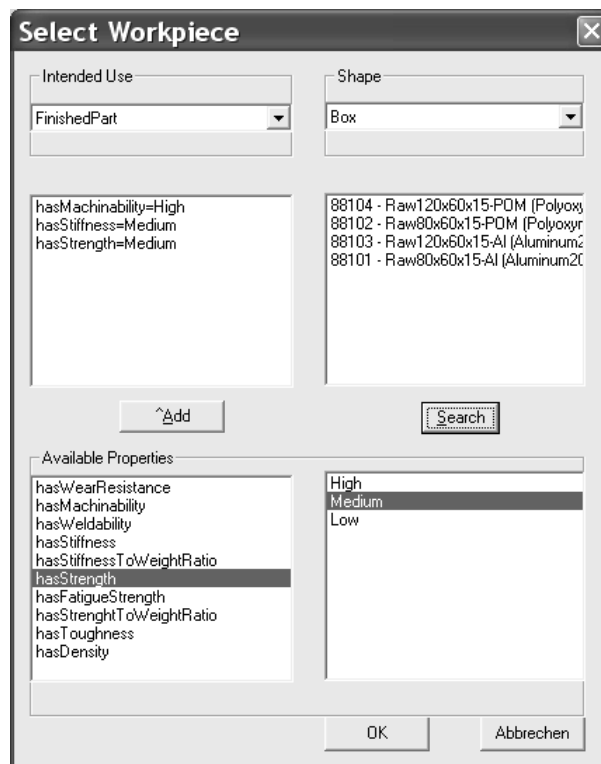 Select Workpiece
Intended Use
Shape
FinishedPart
Box
hasMachinability=High
hasStiffness=Medium
hasStrength=Medium
88104 - Raw120x60x15-POM (Polyoxy
88102 - Raw80x60x15-POM (Polyoxyr
88103 - Raw120x60x15-Al (Aluminum2
88101 - Raw80x60x15-Al (Aluminum20
^Add
Search
Available Properties
hasWearResistance
hasMachinability
hasWeldability
hasStiffness
hasStiffnessToWeightRatio
hasStrength
hasFatigueStrength
hasStrenghtToWeightRatio
hasToughness
hasDensity
High
Medium
Low
OK
Abbrechen